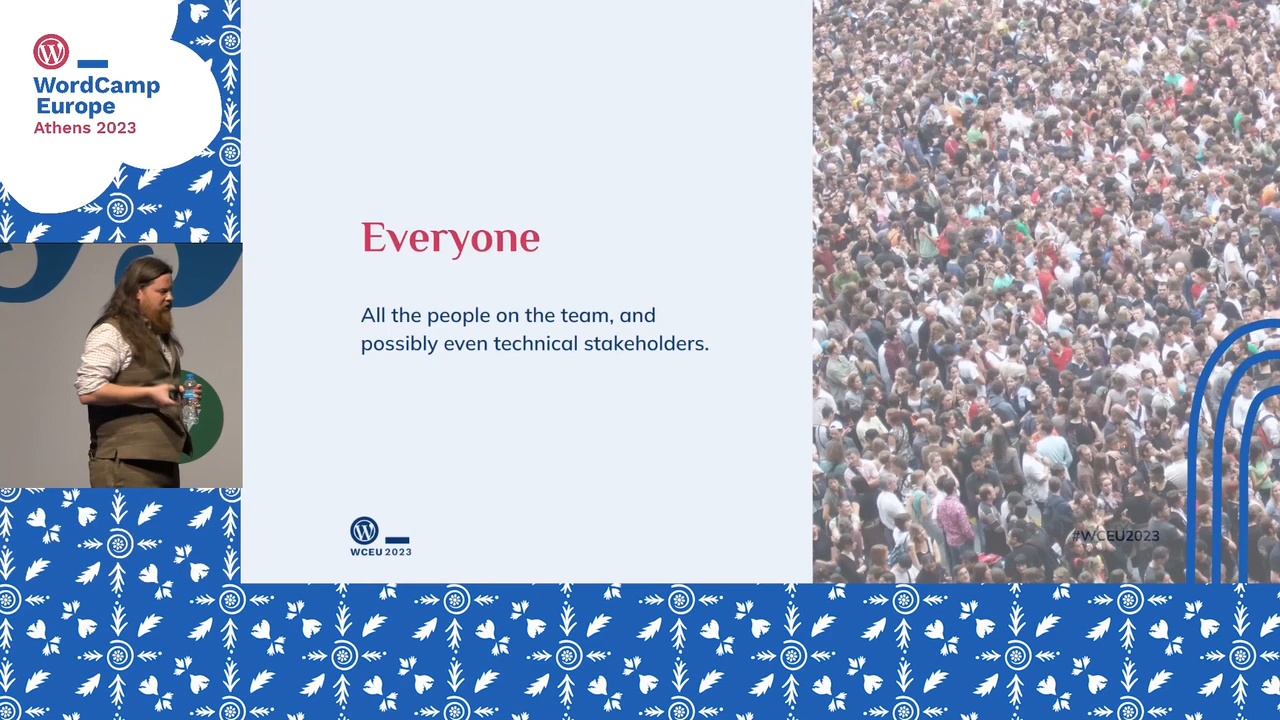 WordCamp
Europe
Athens 2023
Everyone
All the people on the team, and
possibly even technical stakeholders.
WCEU 2023
#WCEU2023